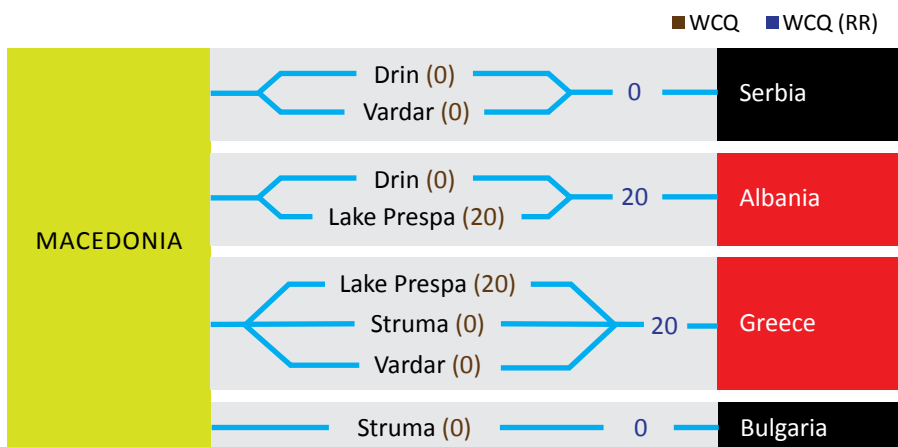 WCQ WCQ (RR)
MACEDONIA
Drin (0)
Vardar (0)
0
Serbia
Drin (0)
Lake Prespa (20)
20
Albania
Lake Prespa (20)
Struma (0)
Vardar (0)
20
Greece
Struma (0)
0
Bulgaria